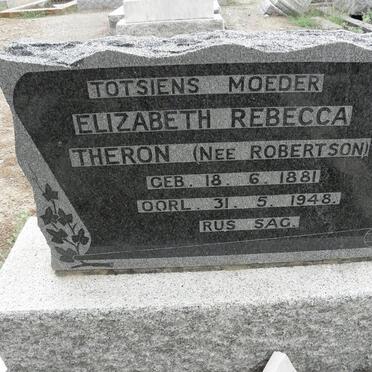 TOTSIENS MOEDER
ELIZABETH REBECCA
THERON (NEE ROBERTSON)
GEB. 18. 6. 1881
OORL. 31. 5. 1948.
RUS SAG.